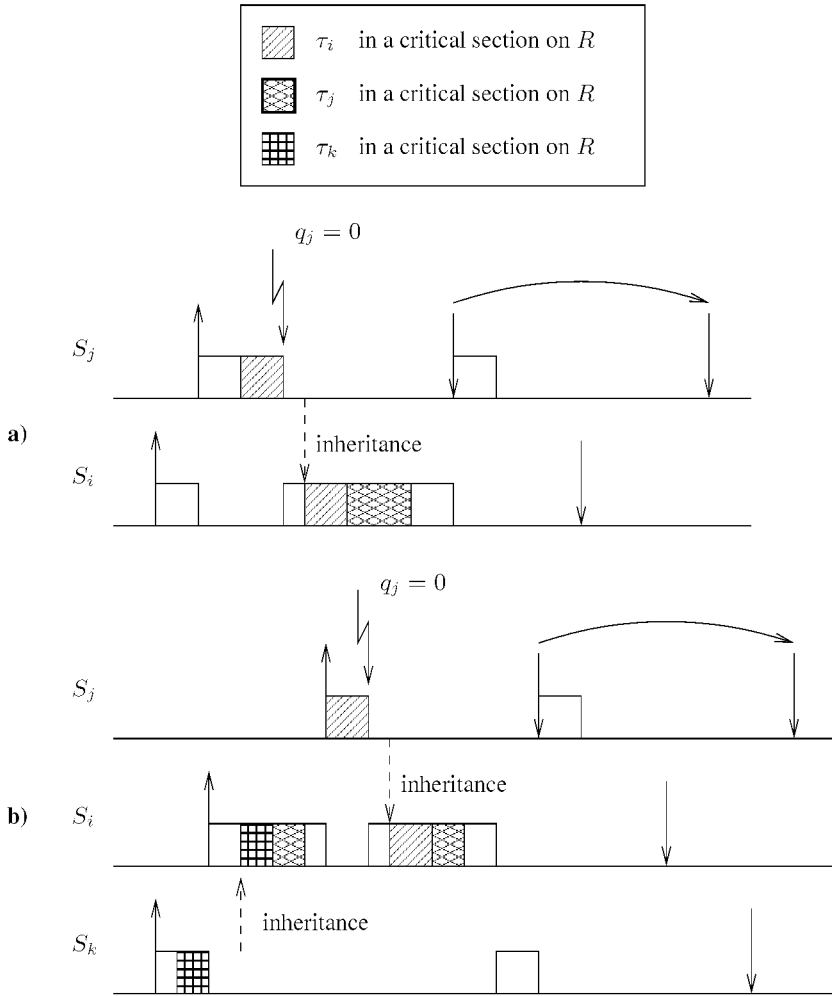 τi in a critical section on R
τj in a critical section on R
τk in a critical section on R
qj = 0
Sj
a)
inheritance
Si
qj = 0
Sj
inheritance
b)
Si
inheritance
Sk